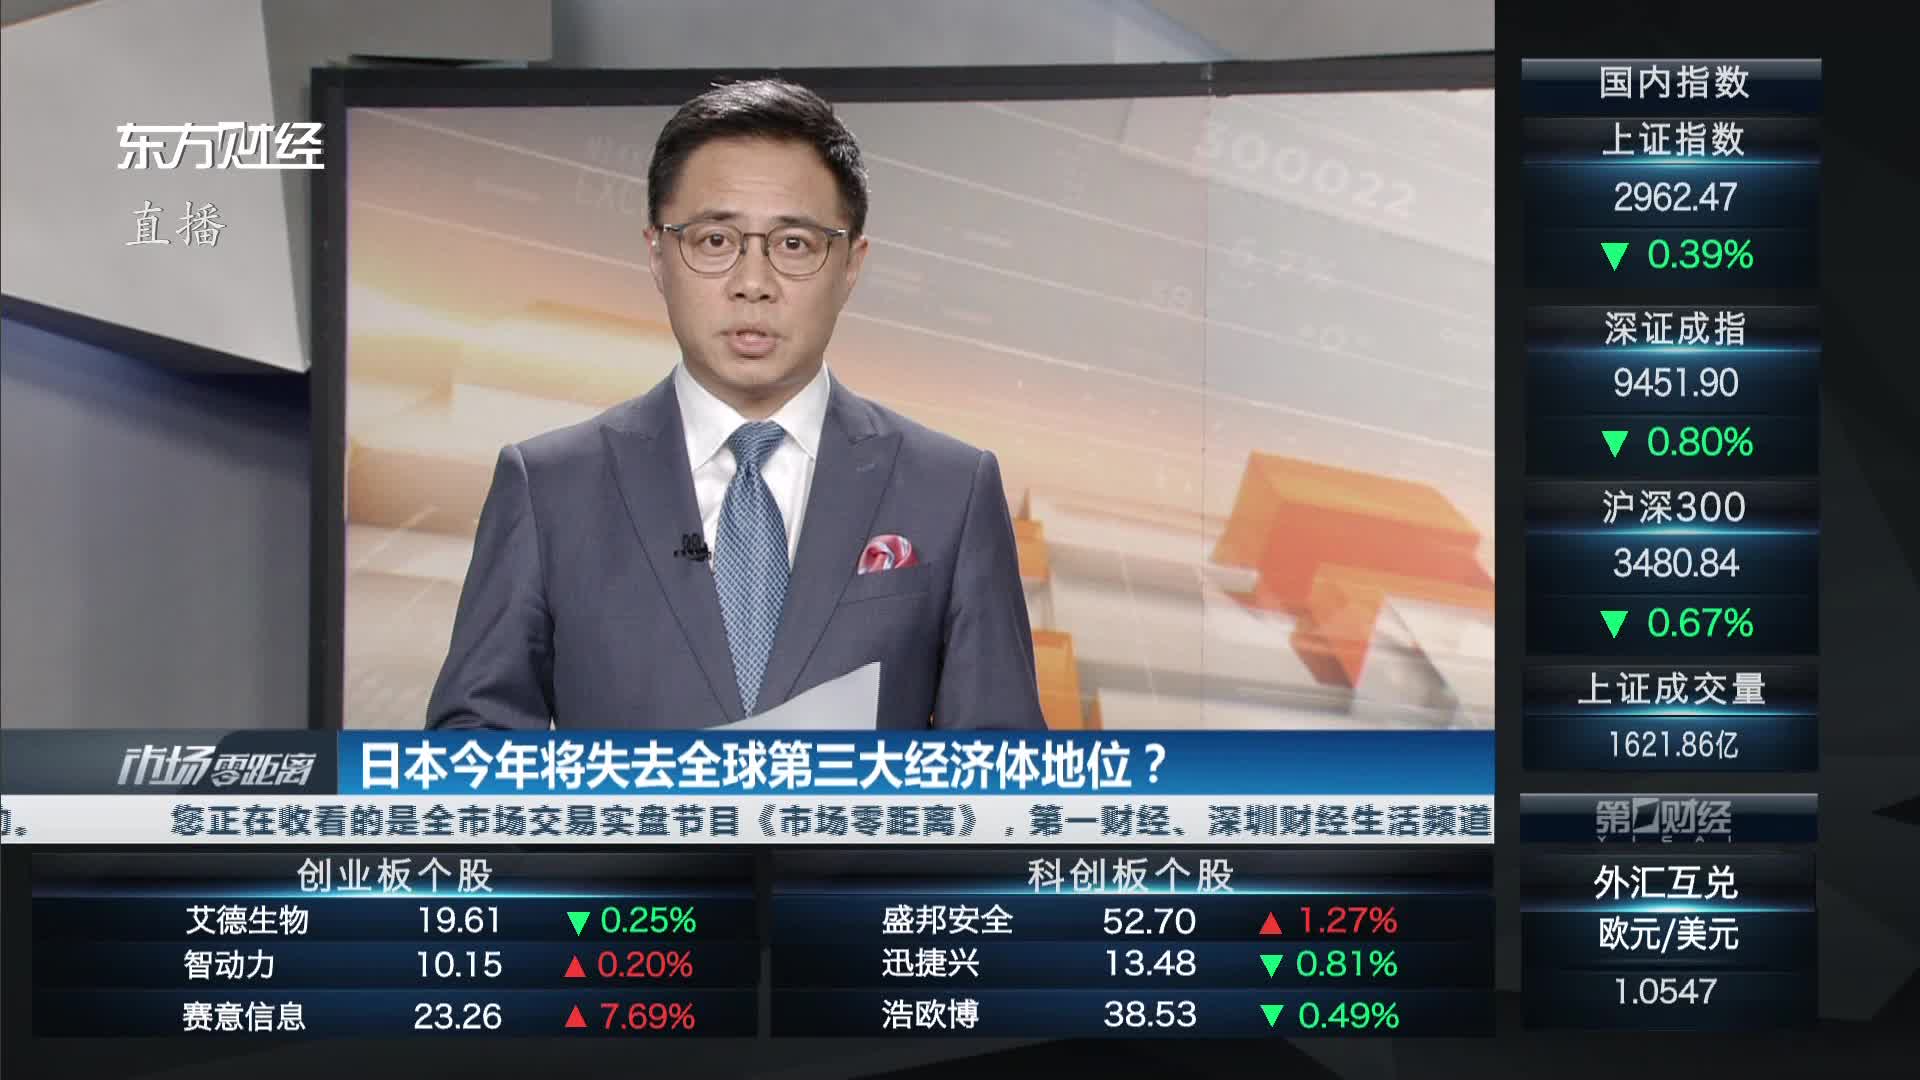 东方财经
直播
300022
市场零距离
日本今年将失去全球第三大经济体地位？
您正在收看的是全市场交易实盘节目《市场零距离》，第一财经、深圳财经生活频道
创业板个股
艾德生物 19.61 ▼ 0.25%
智动力 10.15 ▲ 0.20%
赛意信息 23.26 ▲ 7.69%
科创板个股
盛邦安全 52.70 ▲ 1.27%
迅捷兴 13.48 ▼ 0.81%
浩欧博 38.53 ▼ 0.49%
国内指数
上证指数
2962.47
▼ 0.39%
深证成指
9451.90
▼ 0.80%
沪深300
3480.84
▼ 0.67%
上证成交量
1621.86亿
第一财经
YICAI
外汇互兑
欧元/美元
1.0547